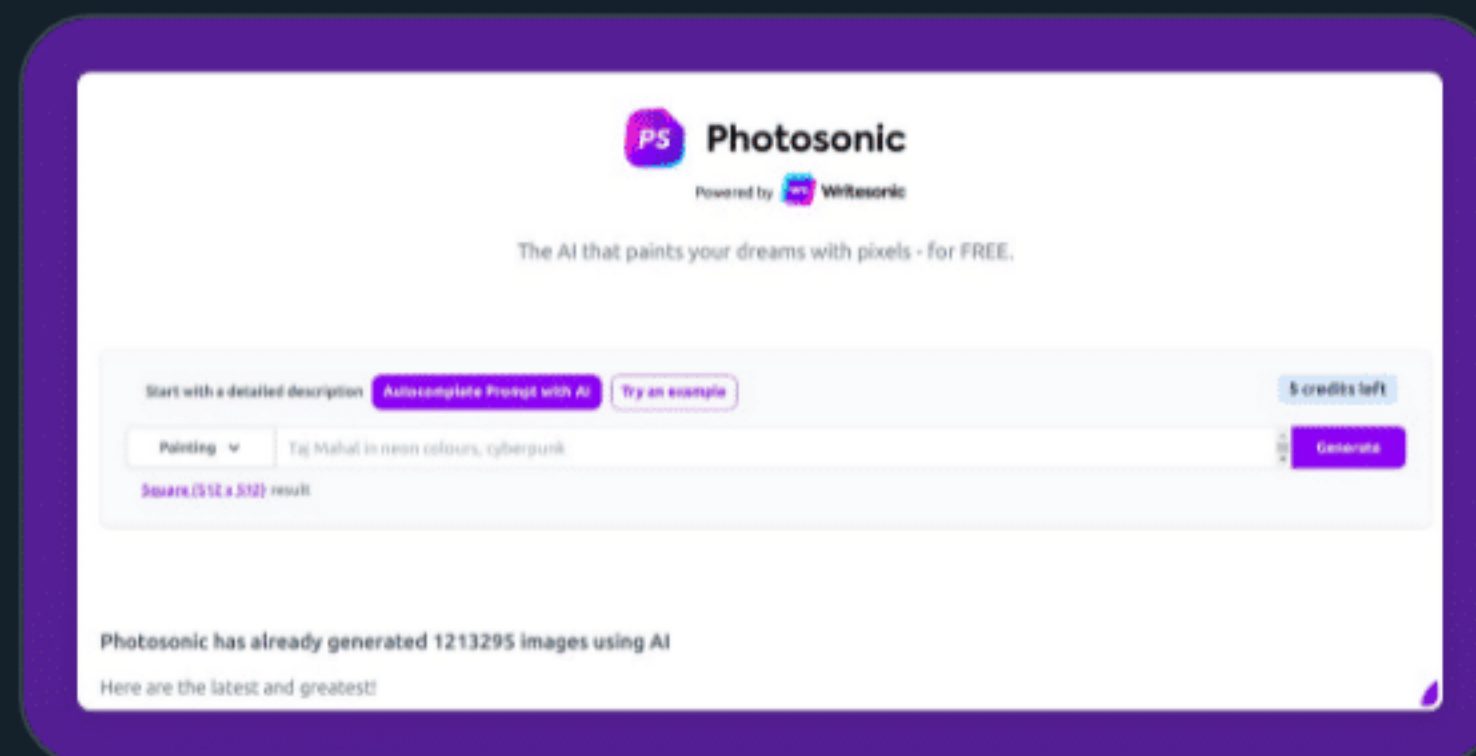 PS Photosonic
Powered by WS Writesonic
The AI that paints your dreams with pixels - for FREE.
Start with a detailed description Autocomplete Prompt with AI Try an example 5 credits left
Painting Taj Mahal in neon colours, cyberpunk Generate
Square (512 x 512) result
Photosonic has already generated 1213295 images using AI
Here are the latest and greatest!